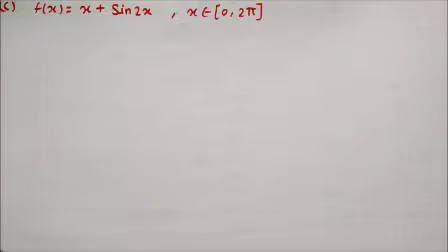 (c) f(x) = x + Sin2x , x ∈ [0, 2π]